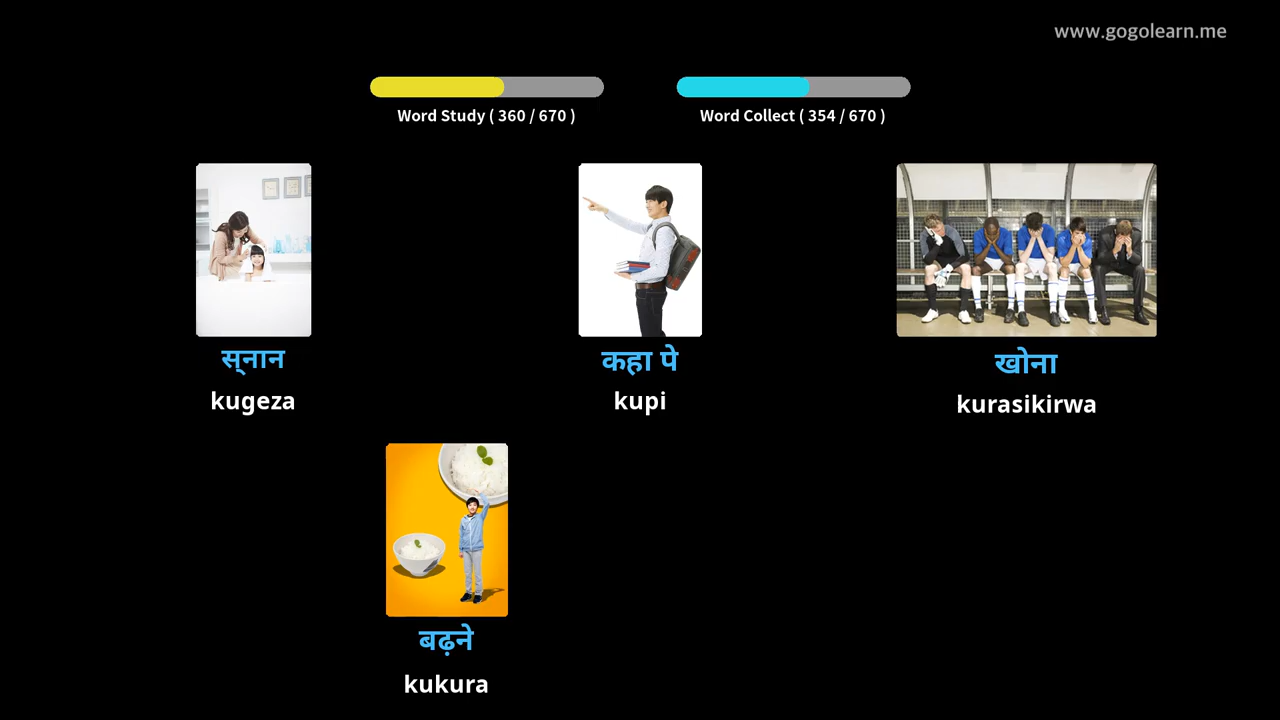 www.gogolearn.me
Word Study ( 360 / 670 )
Word Collect ( 354 / 670 )
स्‌नान
kugeza
कहा पे
kupi
खोना
kurasikirwa
बढ़ने
kukura